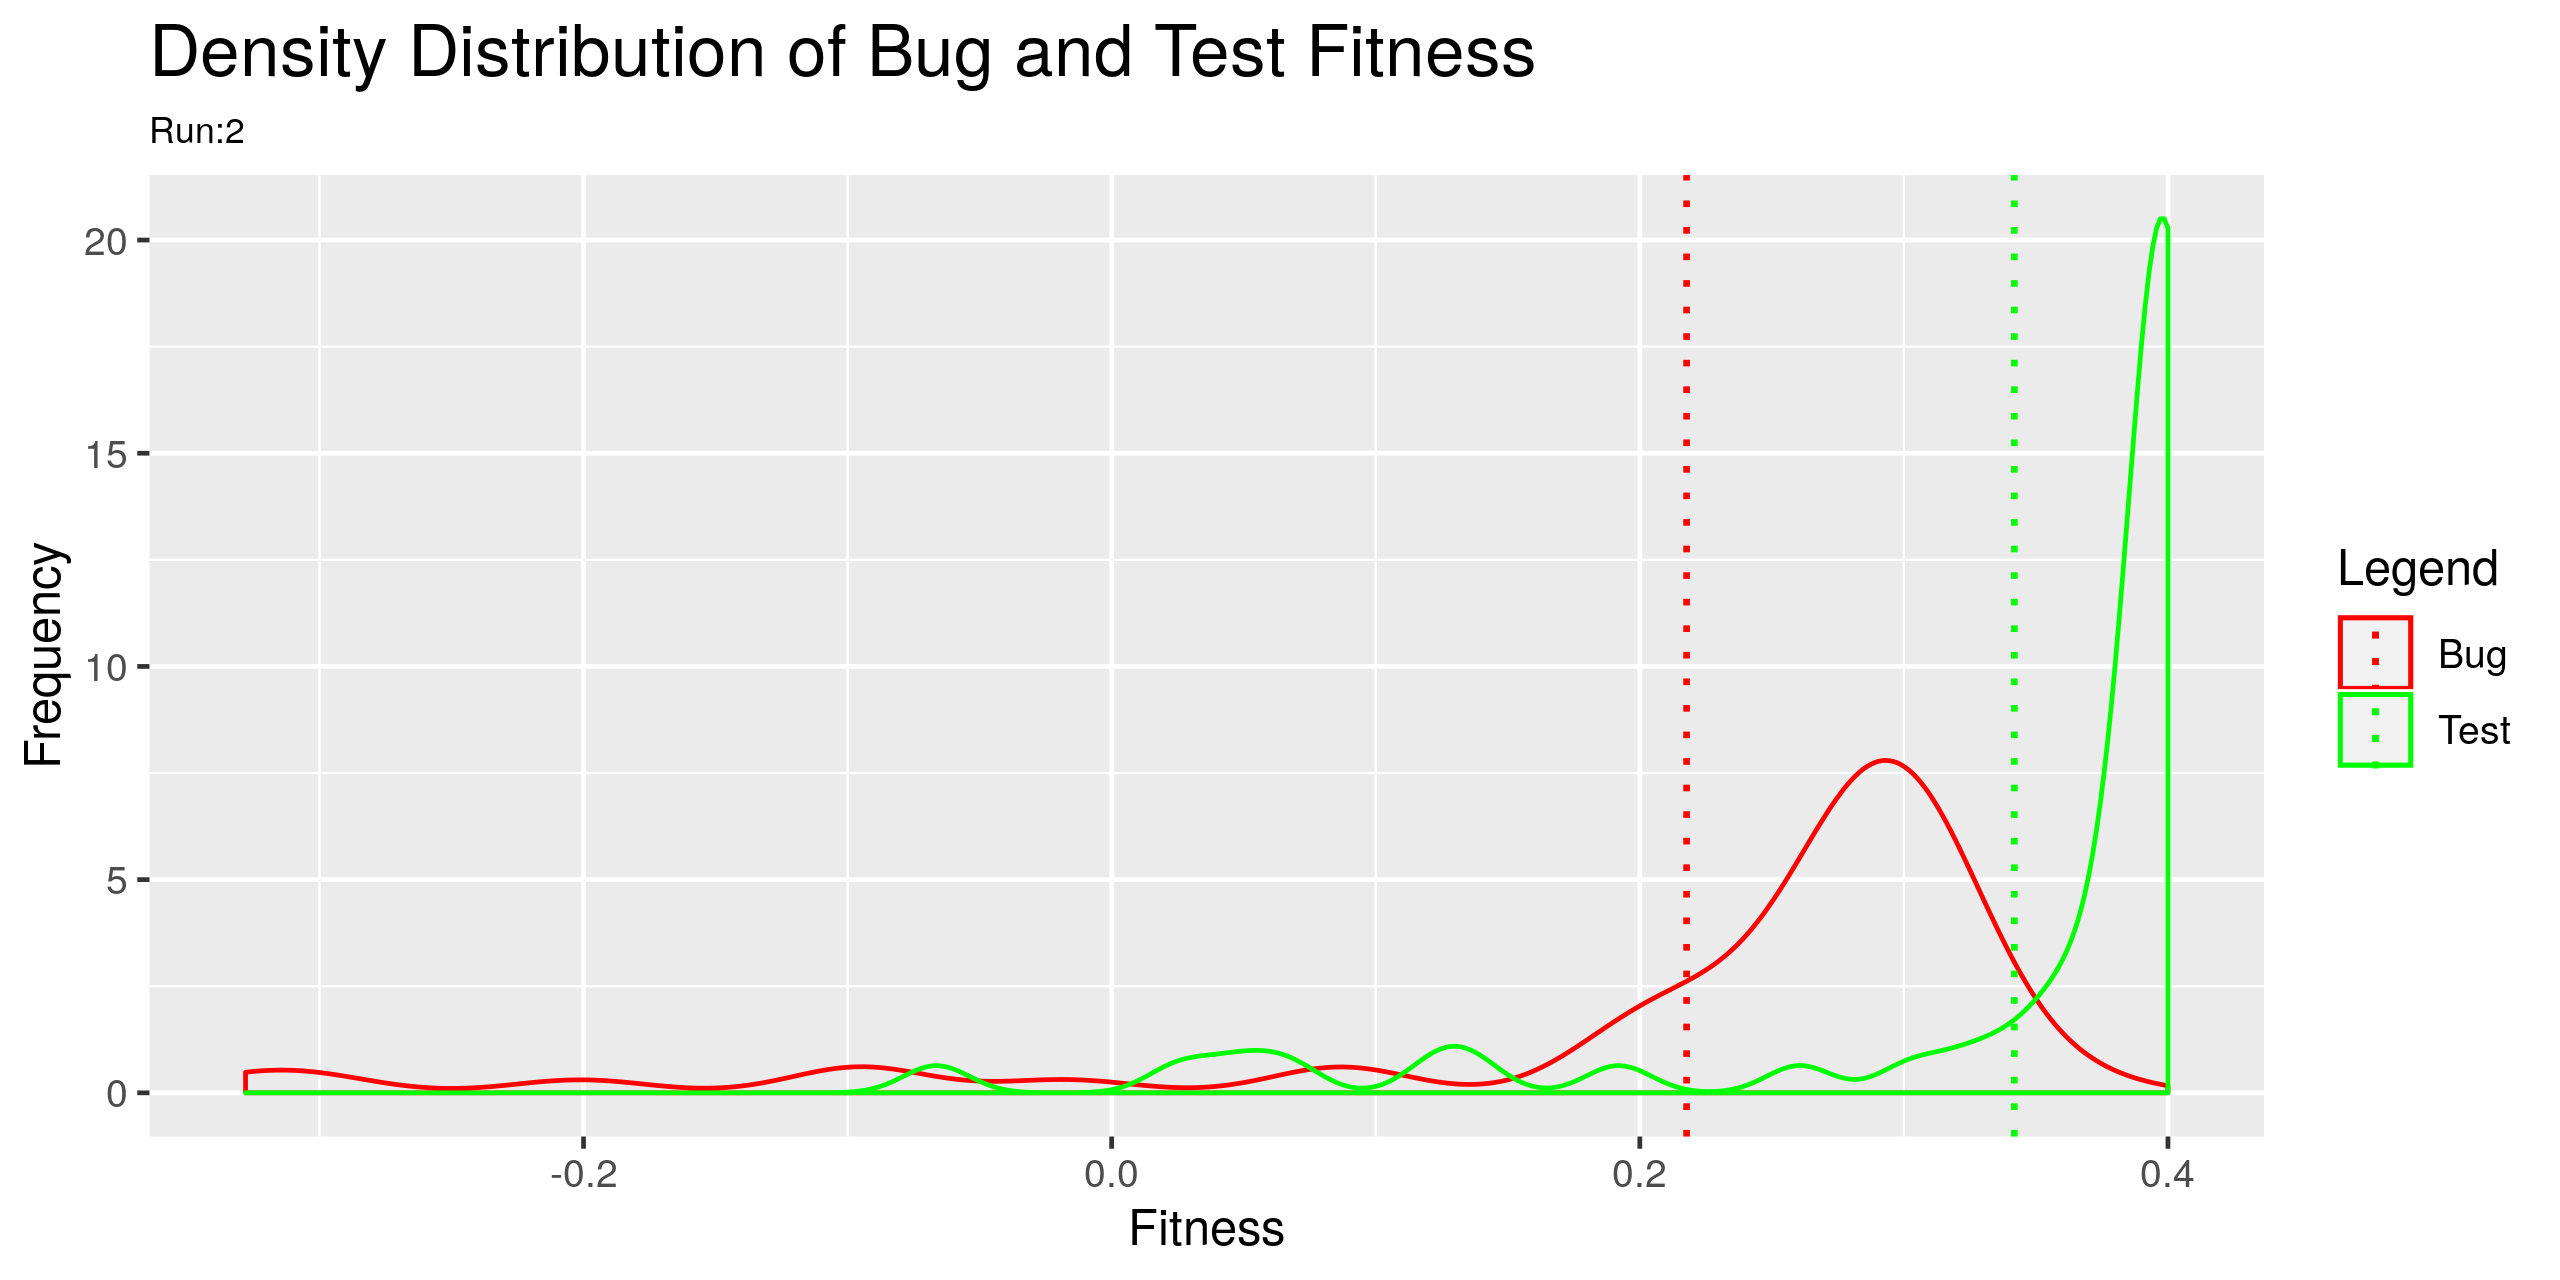 Density Distribution of Bug and Test Fitness
Run:2
Frequency
20
15
10
5
0
-0.2
0.0
0.2
0.4
Fitness
Legend
Bug
Test